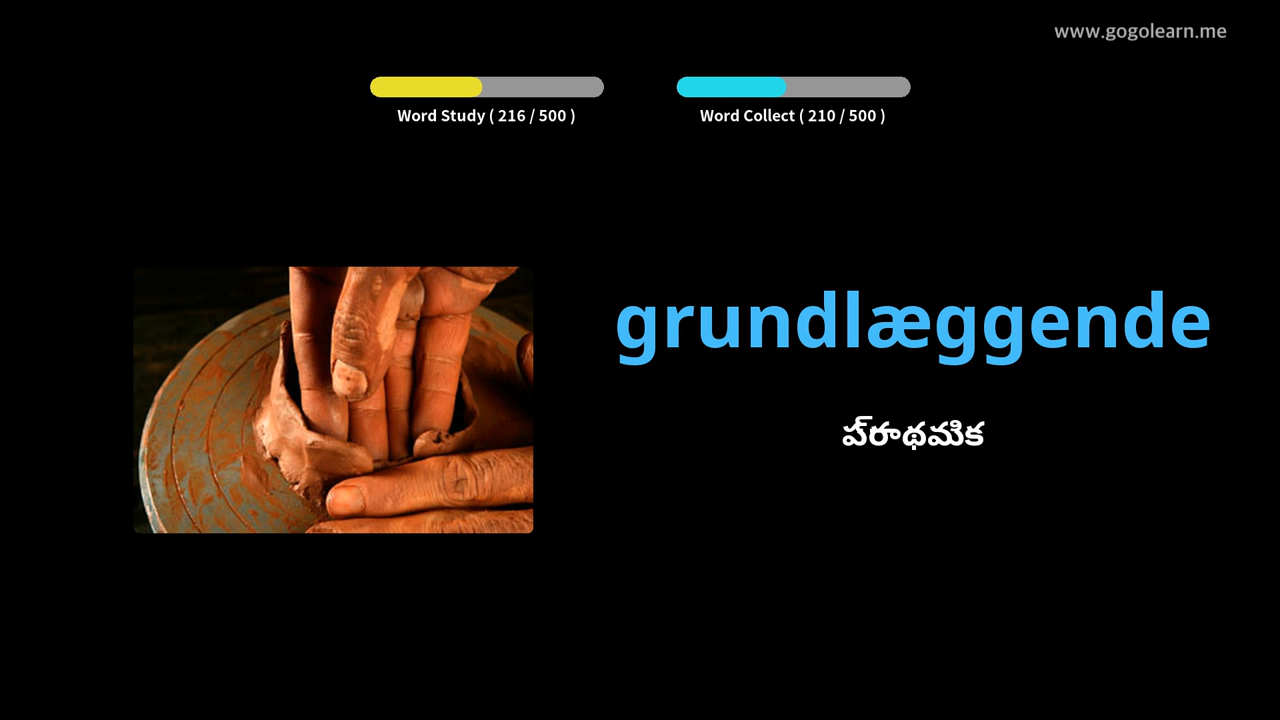 www.gogolearn.me
Word Study ( 216 / 500 )
Word Collect ( 210 / 500 )
grundlæggende
ప్రాథమిక